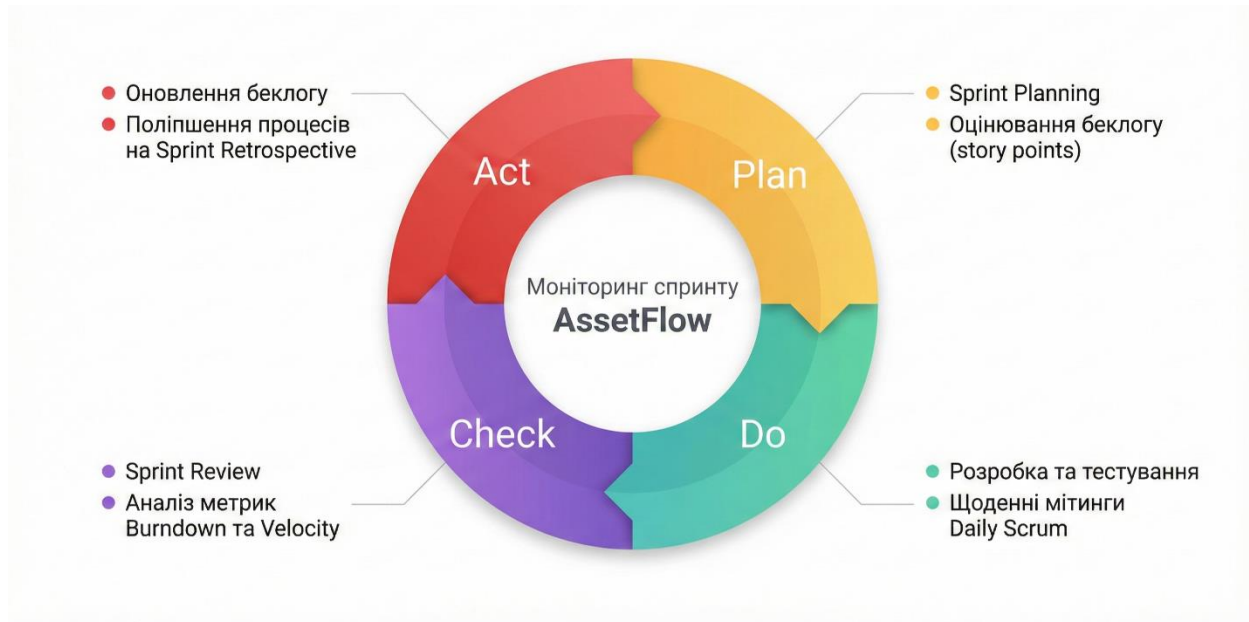 Оновлення беклогу
Поліпшення процесів
на Sprint Retrospective
Act
Plan
Sprint Planning
Оцінювання беклогу
(story points)
Моніторинг спринту
AssetFlow
Check
Do
Sprint Review
Аналіз метрик
Burndown та Velocity
Розробка та тестування
Щоденні мітинги
Daily Scrum